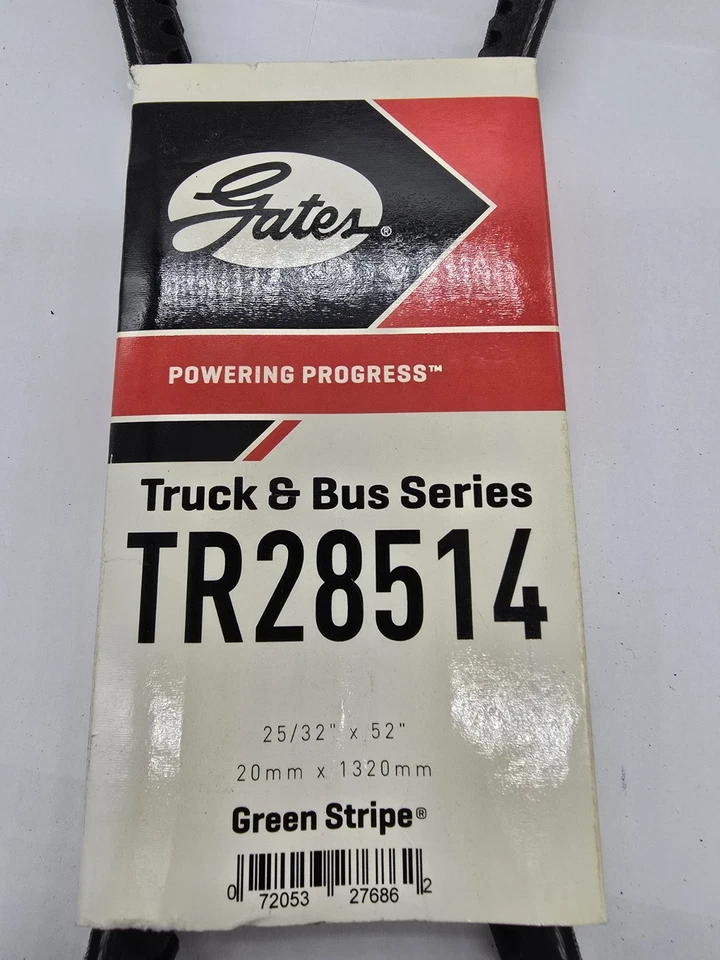 Gates®
POWERING PROGRESS™
Truck & Bus Series
TR28514
25/32" x 52"
20mm x 1320mm
Green Stripe®
0 72053 27686 2